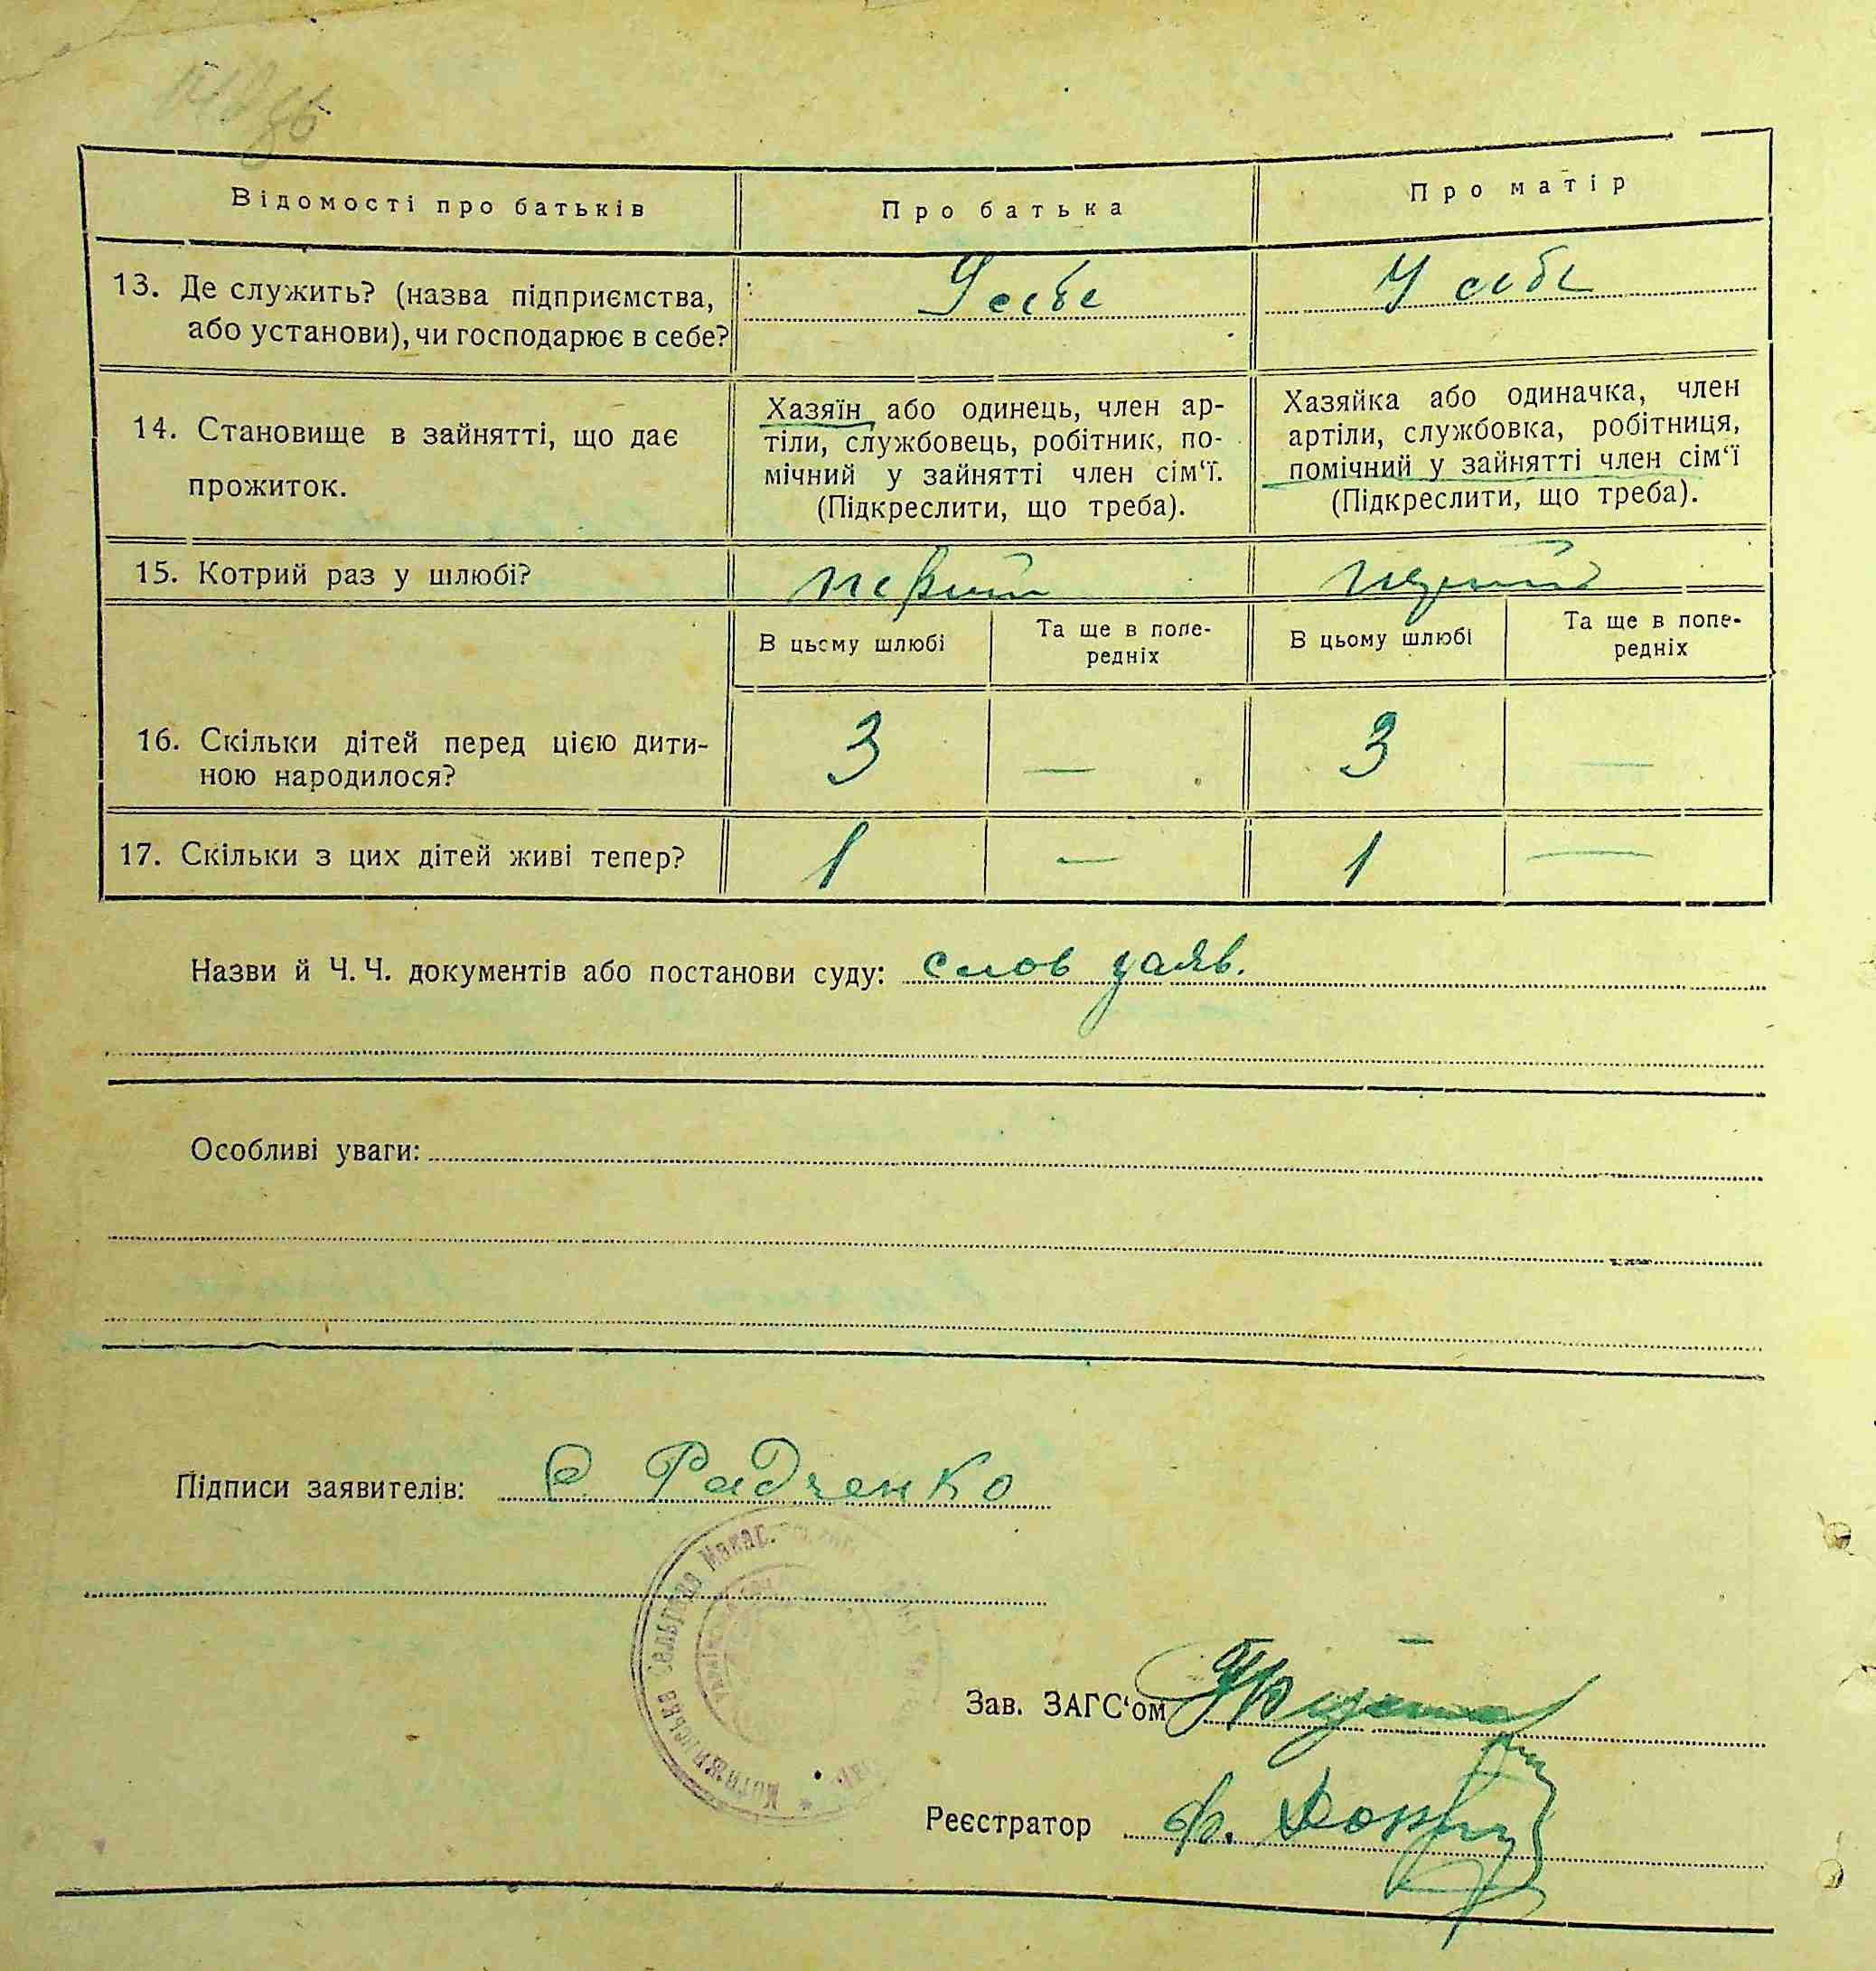 Відомості про батьків
Про батька
Про матір
13. Де служить? (назва підприємства,
або установи), чи господарює в себе?
У себе
У себе
14. Становище в зайнятті, що дає
прожиток.
Хазяїн або одинець, член ар-
тіли, службовець, робітник, по-
мічний у зайнятті член сім‘ї.
(Підкреслити, що треба).
Хазяйка або одиначка, член
артіли, службовка, робітниця,
помічний у зайнятті член сім‘ї
(Підкреслити, що треба).
15. Котрий раз у шлюбі?
перший
перший
В цьому шлюбі
Та ще в попе-
редніх
В цьому шлюбі
Та ще в попе-
редніх
16. Скільки дітей перед цією дити-
ною народилося?
3 — 3 —
17. Скільки з цих дітей живі тепер?
1 — 1 —
Назви й Ч. Ч. документів або постанови суду: слов заяв.
Особливі уваги:
Підписи заявителів: С. Радченко
Сельрада Макар.
Зав. ЗАГС‘ом
Реєстратор